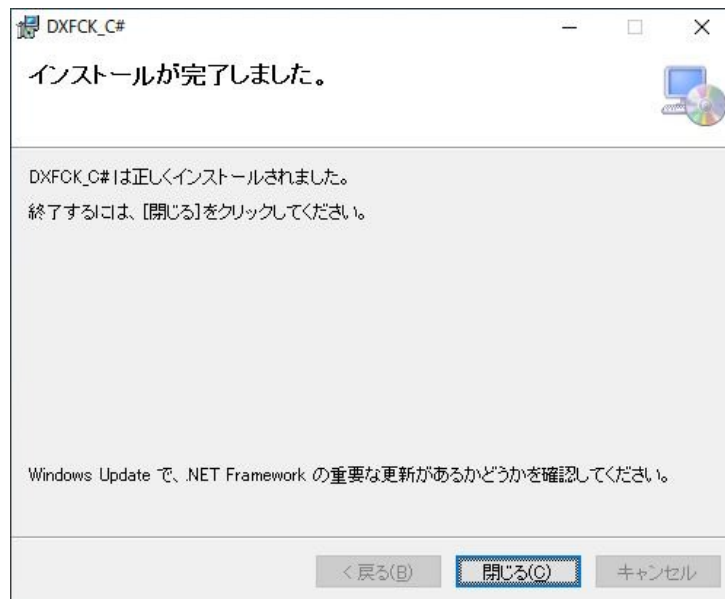 DXFCK_C#
インストールが完了しました。
DXFCK_C# は正しくインストールされました。
終了するには、[閉じる]をクリックしてください。
Windows Update で、.NET Framework の重要な更新があるかどうかを確認してください。
< 戻る(B)
閉じる(C)
キャンセル